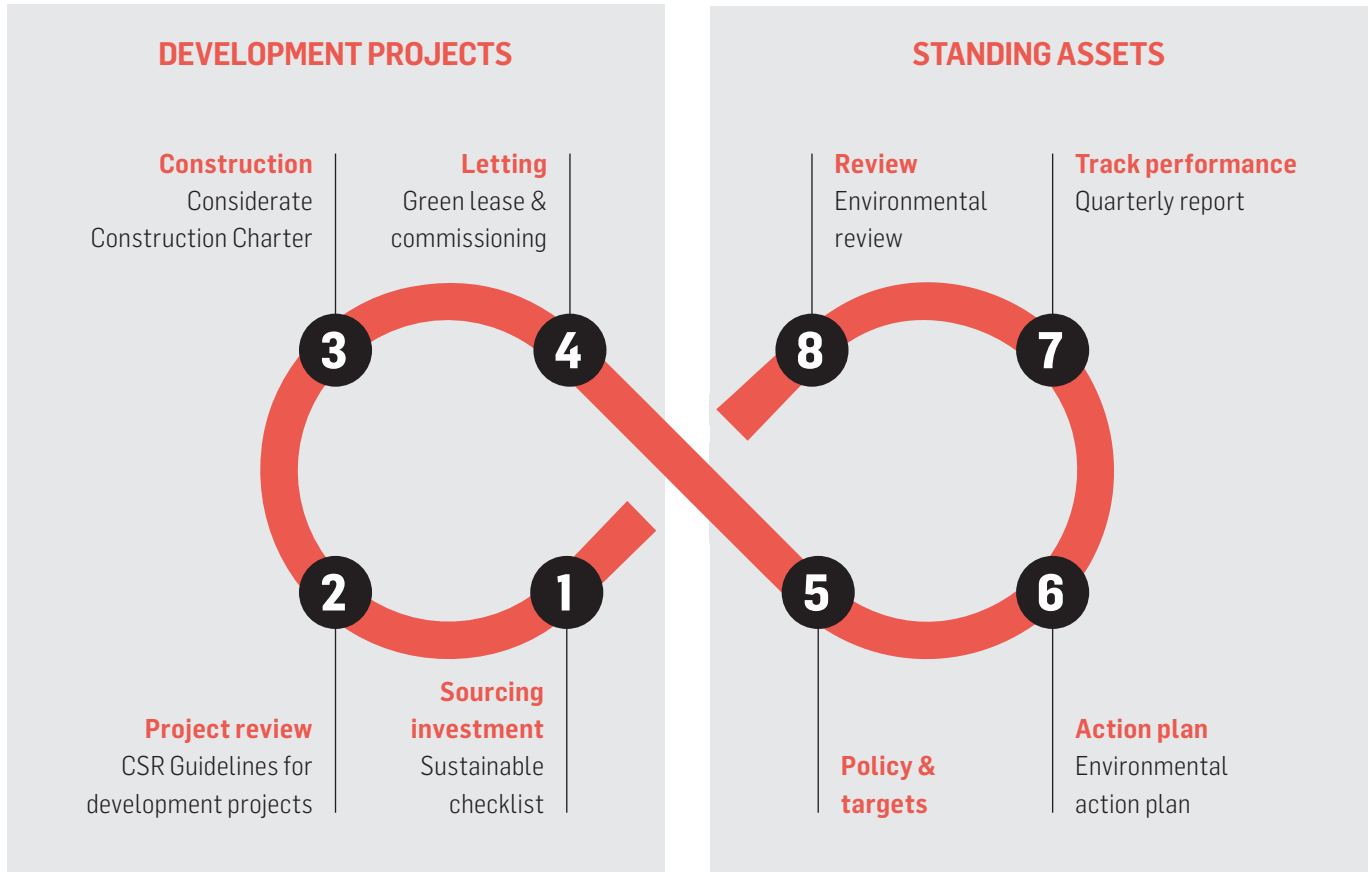 DEVELOPMENT PROJECTS
Construction
Considerate
Construction Charter
Letting
Green lease &
commissioning
3
4
2
1
Project review
CSR Guidelines for
development projects
Sourcing
investment
Sustainable
checklist
STANDING ASSETS
Review
Environmental
review
Track performance
Quarterly report
8
7
5
6
Policy &
targets
Action plan
Environmental
action plan